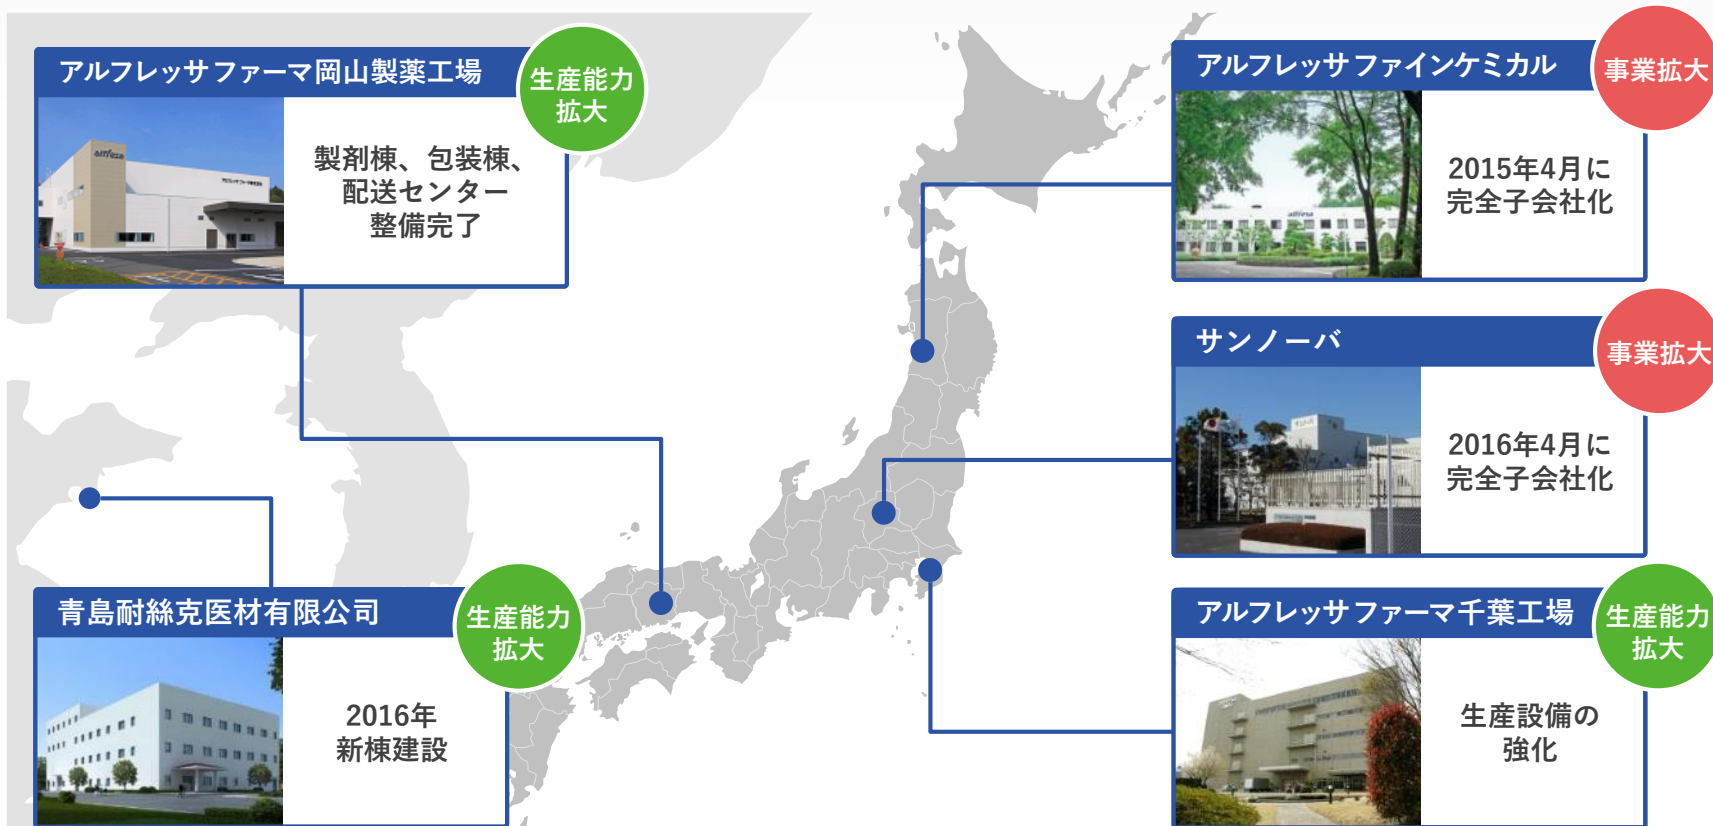 アルフレッサ ファーマ岡山製薬工場
生産能力
拡大
alfresa
製剤棟、包装棟、
配送センター
整備完了
青島耐絲克医材有限公司
生産能力
拡大
2016年
新棟建設
アルフレッサ ファインケミカル
事業拡大
alfresa
2015年4月に
完全子会社化
サンノーバ
事業拡大
2016年4月に
完全子会社化
アルフレッサ ファーマ千葉工場
生産能力
拡大
生産設備の
強化